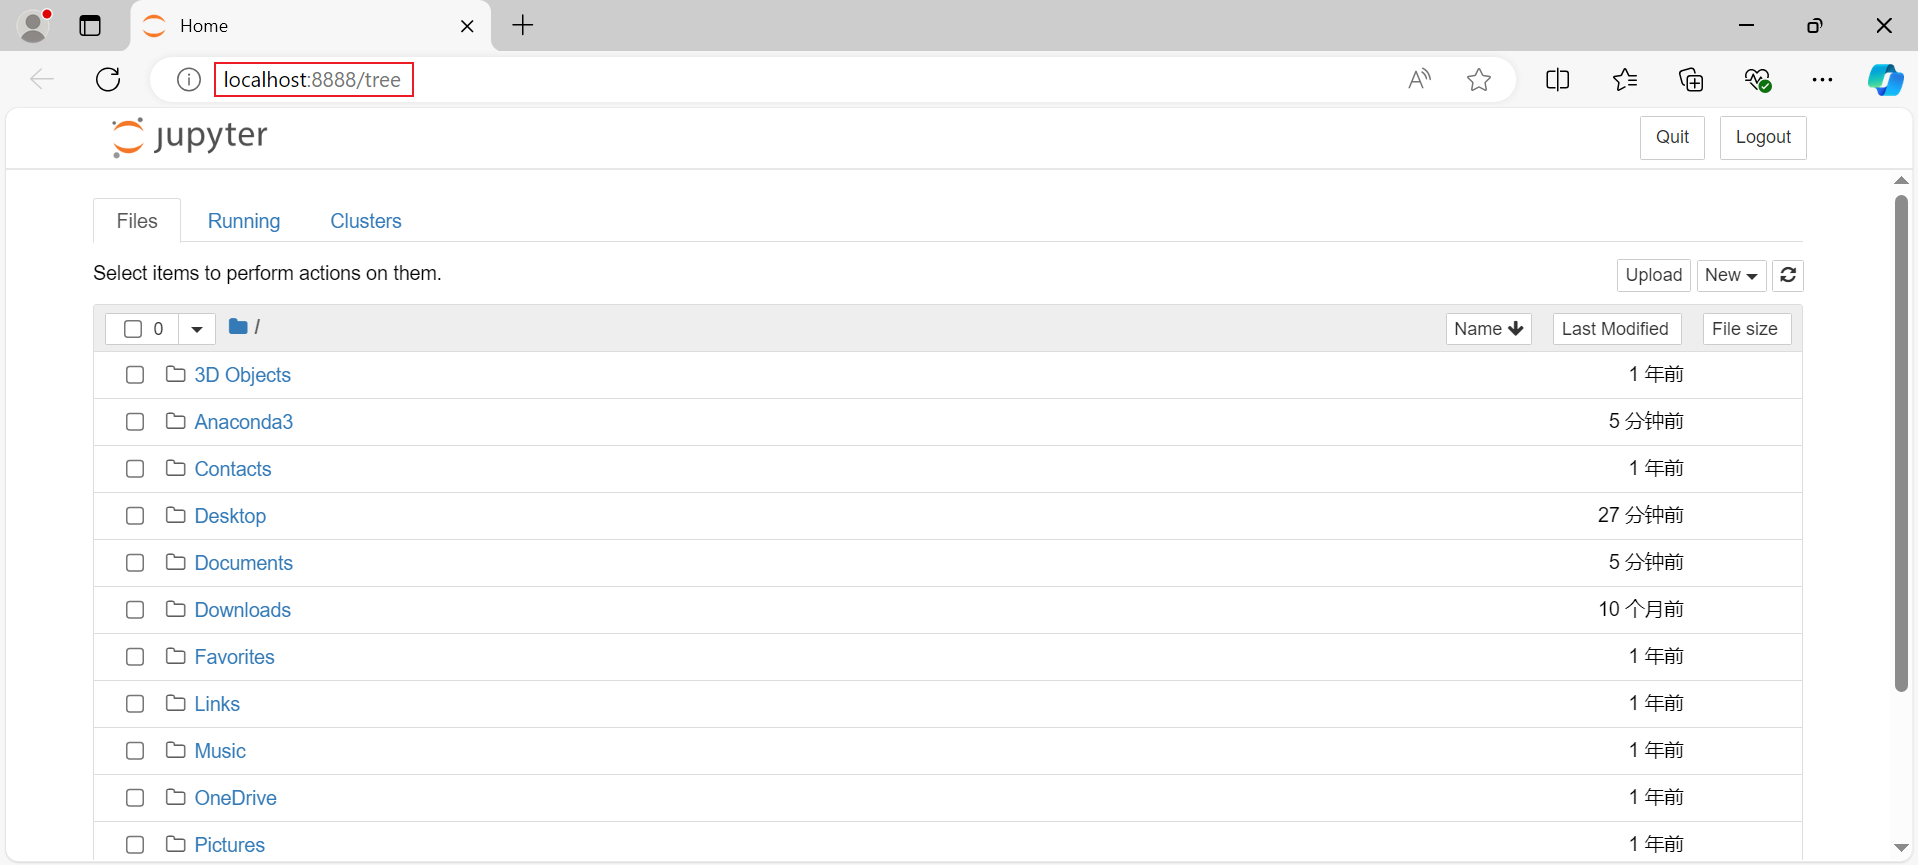 Home
localhost:8888/tree
jupyter
Quit Logout
Files Running Clusters
Select items to perform actions on them.
Upload New
0 / Name Last Modified File size
3D Objects 1 年前
Anaconda3 5 分钟前
Contacts 1 年前
Desktop 27 分钟前
Documents 5 分钟前
Downloads 10 个月前
Favorites 1 年前
Links 1 年前
Music 1 年前
OneDrive 1 年前
Pictures 1 年前